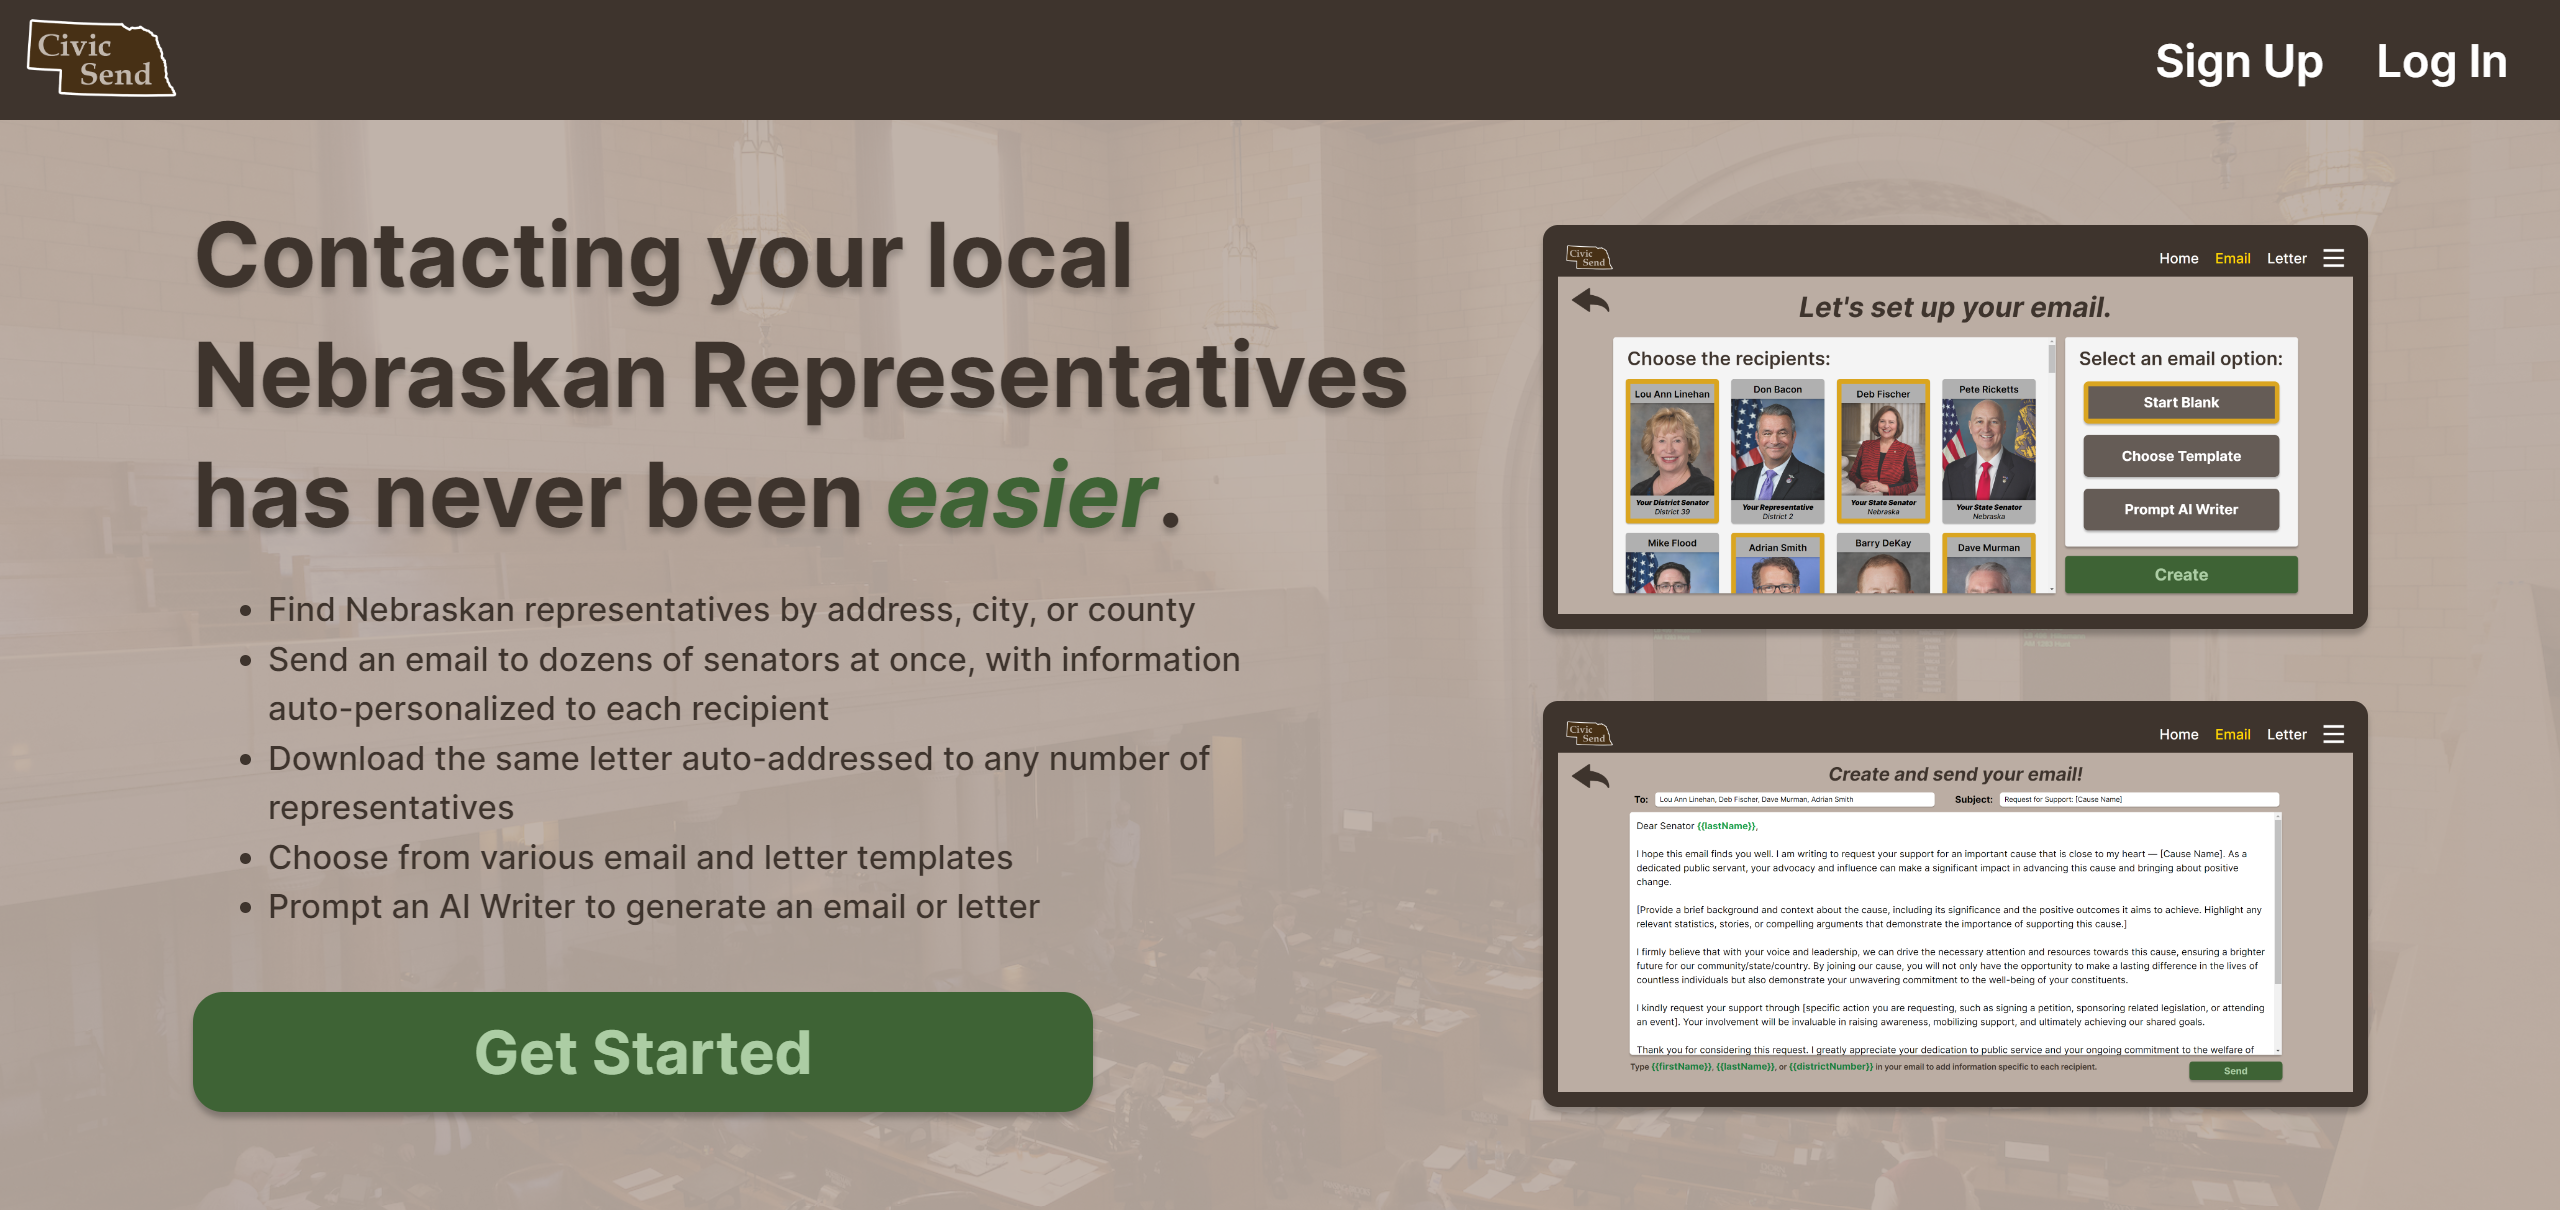 Civic
Send
Sign Up
Log In
Contacting your local
Nebraskan Representatives
has never been easier.
• Find Nebraskan representatives by address, city, or county
• Send an email to dozens of senators at once, with information
auto-personalized to each recipient
• Download the same letter auto-addressed to any number of
representatives
• Choose from various email and letter templates
• Prompt an AI Writer to generate an email or letter
Get Started
Civic
Send
Home
Email
Letter
Let's set up your email.
Choose the recipients:
Lou Ann Linehan
Your District Senator
District 39
Don Bacon
Your Representative
District 2
Deb Fischer
Your State Senator
Nebraska
Pete Ricketts
Your State Senator
Nebraska
Mike Flood
Adrian Smith
Barry DeKay
Dave Murman
Select an email option:
Start Blank
Choose Template
Prompt AI Writer
Create
Civic
Send
Home
Email
Letter
Create and send your email!
To: Lou Ann Linehan, Deb Fischer, Dave Murman, Adrian Smith
Subject: Request for Support: [Cause Name]
Dear Senator {{lastName}},
I hope this email finds you well. I am writing to request your support for an important cause that is close to my heart — [Cause Name]. As a
dedicated public servant, your advocacy and influence can make a significant impact in advancing this cause and bringing about positive
change.
[Provide a brief background and context about the cause, including its significance and the positive outcomes it aims to achieve. Highlight any
relevant statistics, stories, or compelling arguments that demonstrate the importance of supporting this cause.]
I firmly believe that with your voice and leadership, we can drive the necessary attention and resources towards this cause, ensuring a brighter
future for our community/state/country. By joining our cause, you will not only have the opportunity to make a lasting difference in the lives of
countless individuals but also demonstrate your unwavering commitment to the well-being of your constituents.
I kindly request your support through [specific action you are requesting, such as signing a petition, sponsoring related legislation, or attending
an event]. Your involvement will be invaluable in raising awareness, mobilizing support, and ultimately achieving our shared goals.
Thank you for considering this request. I greatly appreciate your dedication to public service and your ongoing commitment to the welfare of
Type {{firstName}}, {{lastName}}, or {{districtNumber}} in your email to add information specific to each recipient.
Send